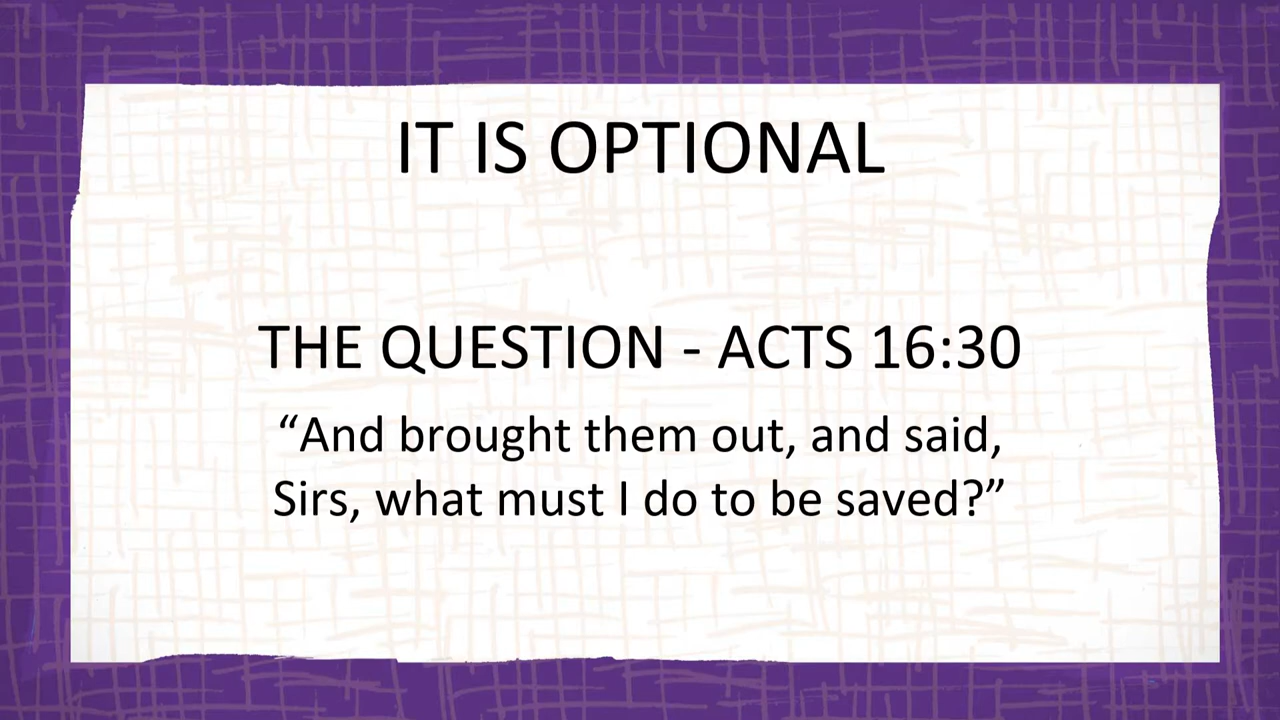 IT IS OPTIONAL
THE QUESTION - ACTS 16:30
“And brought them out, and said,
Sirs, what must I do to be saved?”